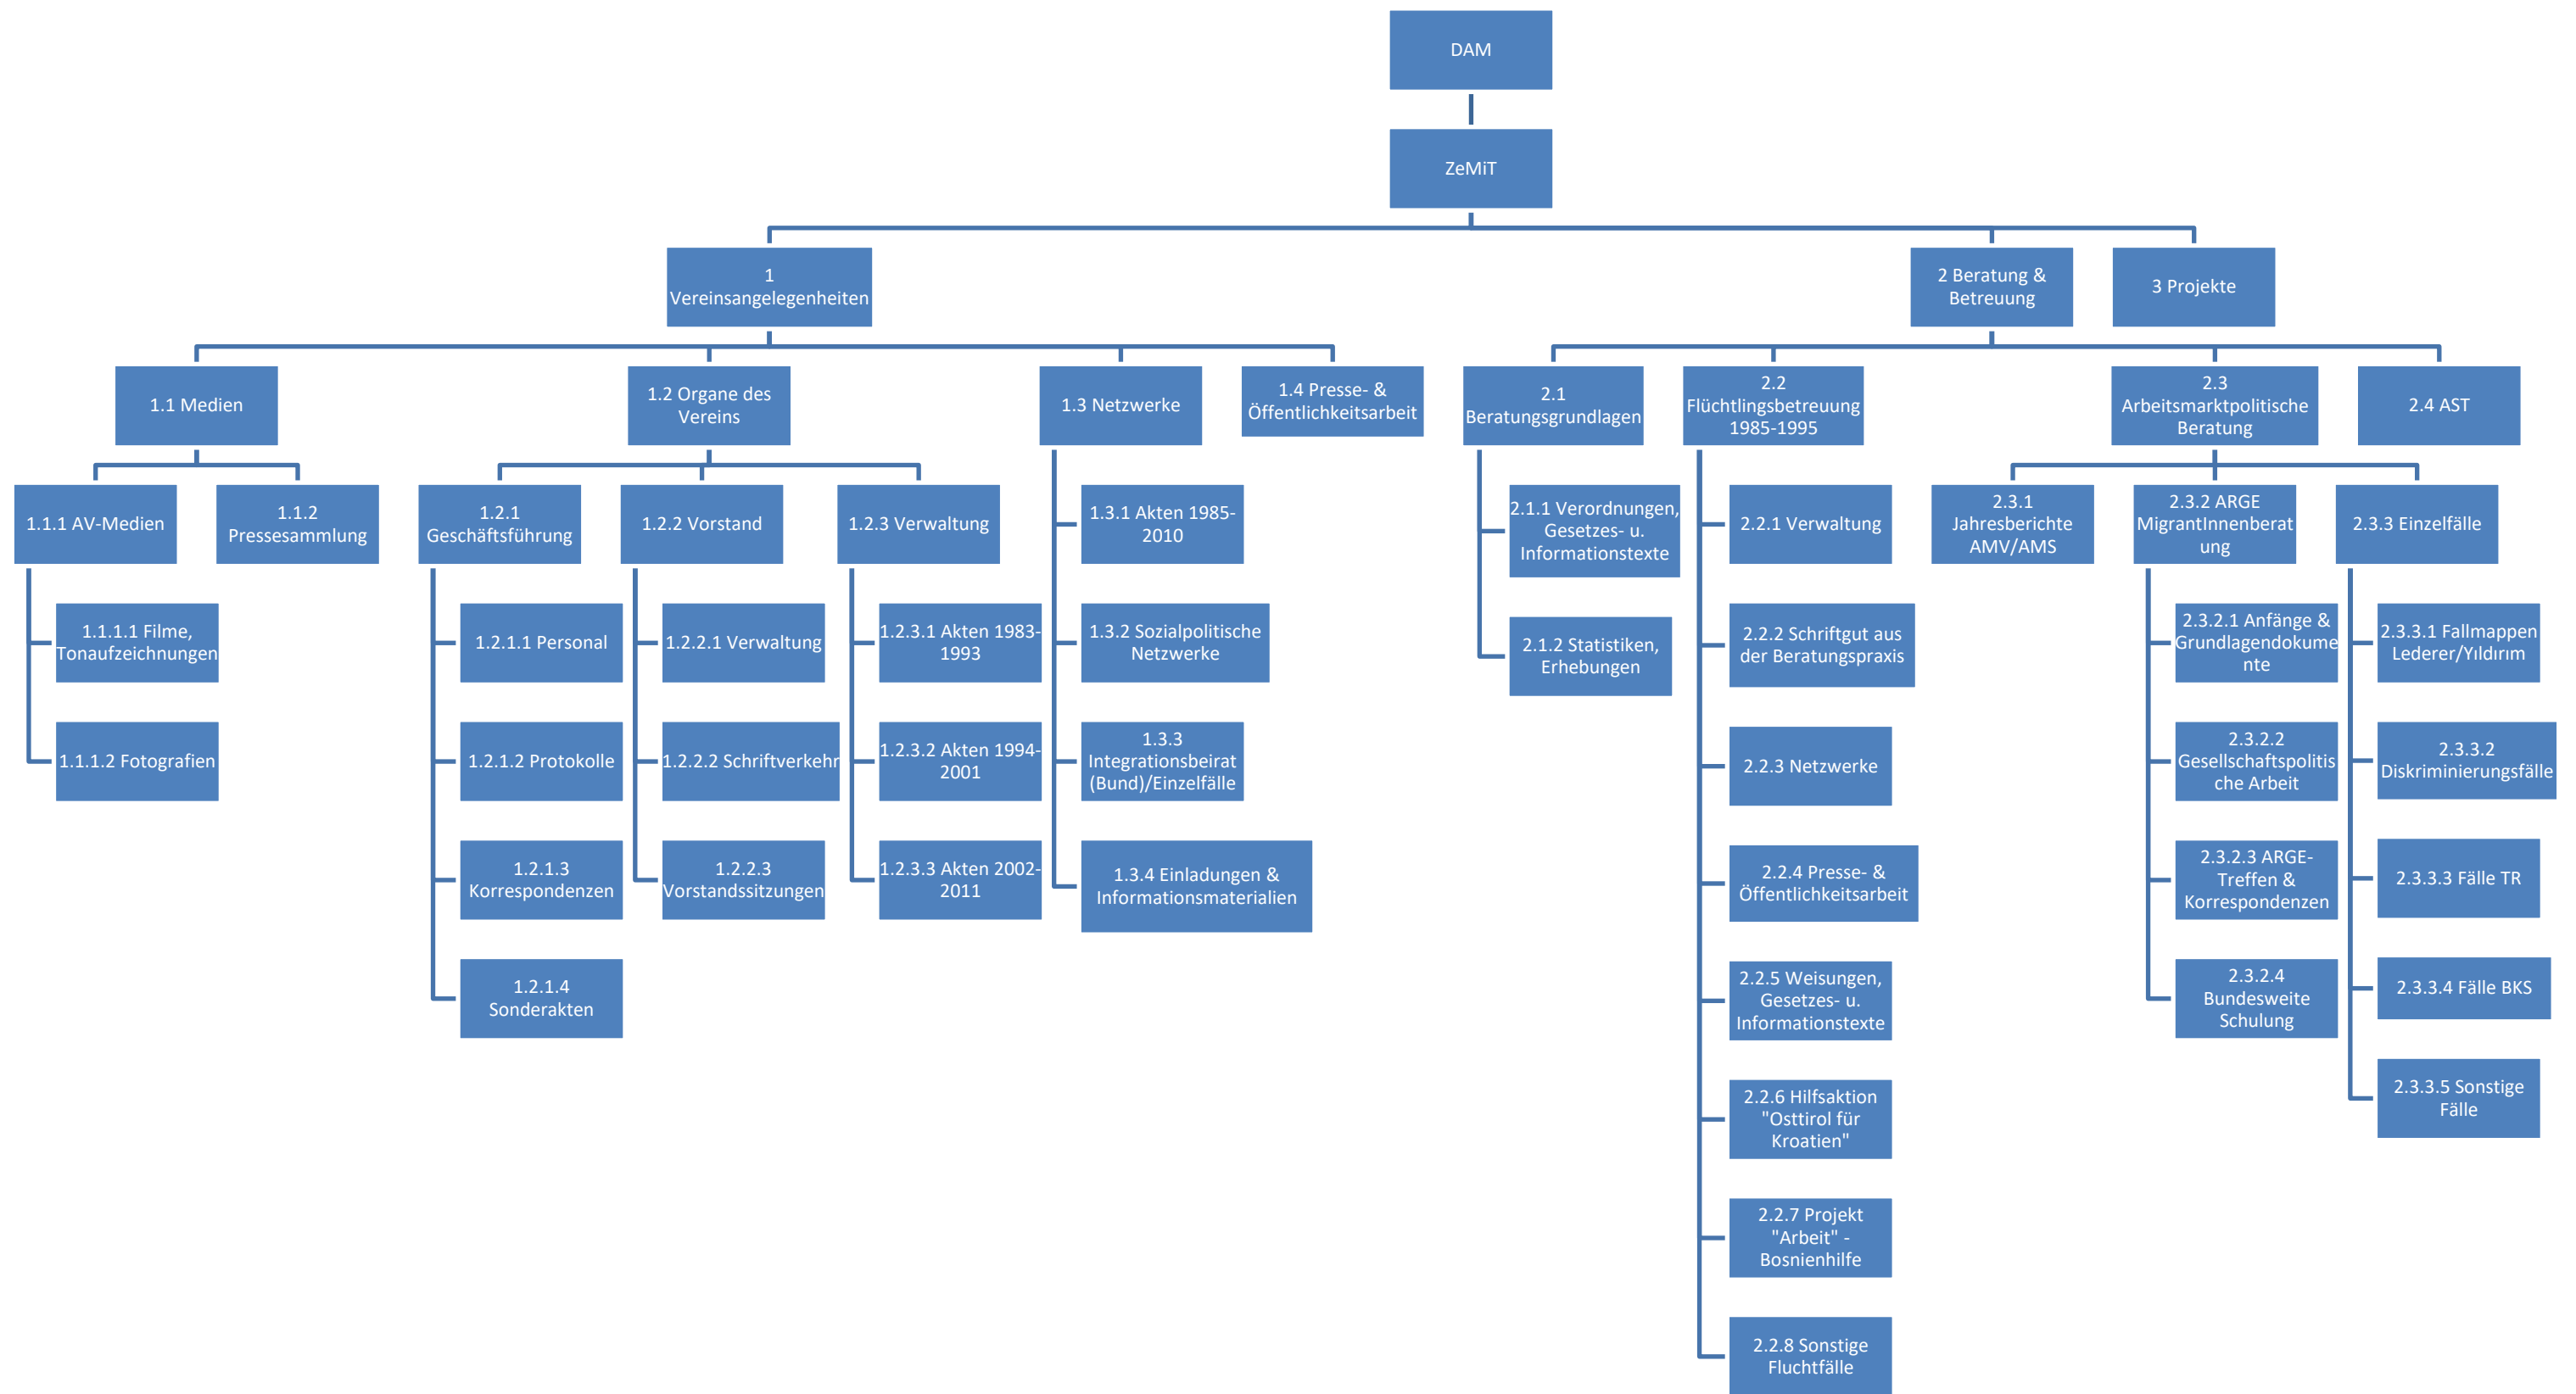 DAM
ZeMiT
1
Vereinsangelegenheiten
2 Beratung &
Betreuung
3 Projekte
1.1 Medien
1.2 Organe des
Vereins
1.3 Netzwerke
1.4 Presse- &
Öffentlichkeitsarbeit
2.1
Beratungsgrundlagen
2.2
Flüchtlingsbetreuung
1985-1995
2.3
Arbeitsmarktpolitische
Beratung
2.4 AST
1.1.1 AV-Medien
1.1.2
Pressesammlung
1.2.1
Geschäftsführung
1.2.2 Vorstand
1.2.3 Verwaltung
1.3.1 Akten 1985-
2010
2.1.1 Verordnungen,
Gesetzes- u.
Informationstexte
2.2.1 Verwaltung
2.3.1
Jahresberichte
AMV/AMS
2.3.2 ARGE
MigrantInnenberat
ung
2.3.3 Einzelfälle
1.1.1.1 Filme,
Tonaufzeichnungen
1.2.1.1 Personal
1.2.2.1 Verwaltung
1.2.3.1 Akten 1983-
1993
1.3.2 Sozialpolitische
Netzwerke
2.1.2 Statistiken,
Erhebungen
2.2.2 Schriftgut aus
der Beratungspraxis
2.3.2.1 Anfänge &
Grundlagendokume
nte
2.3.3.1 Fallmappen
Lederer/Yıldırım
1.1.1.2 Fotografien
1.2.1.2 Protokolle
1.2.2.2 Schriftverkehr
1.2.3.2 Akten 1994-
2001
1.3.3
Integrationsbeirat
(Bund)/Einzelfälle
2.2.3 Netzwerke
2.3.2.2
Gesellschaftspolitis
che Arbeit
2.3.3.2
Diskriminierungsfälle
1.2.1.3
Korrespondenzen
1.2.2.3
Vorstandssitzungen
1.2.3.3 Akten 2002-
2011
1.3.4 Einladungen &
Informationsmaterialien
2.2.4 Presse- &
Öffentlichkeitsarbeit
2.3.2.3 ARGE-
Treffen &
Korrespondenzen
2.3.3.3 Fälle TR
1.2.1.4
Sonderakten
2.2.5 Weisungen,
Gesetzes- u.
Informationstexte
2.3.2.4
Bundesweite
Schulung
2.3.3.4 Fälle BKS
2.2.6 Hilfsaktion
"Osttirol für
Kroatien"
2.3.3.5 Sonstige
Fälle
2.2.7 Projekt
"Arbeit" -
Bosnienhilfe
2.2.8 Sonstige
Fluchtfälle